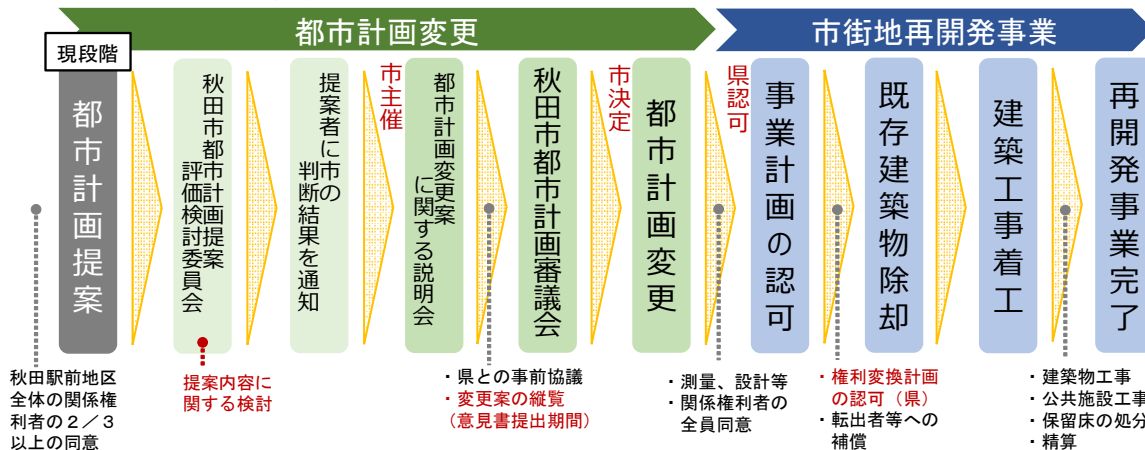 都市計画変更
市街地再開発事業
現段階
都市計画提案
秋田市都市計画提案
評価検討委員会
提案者に市の
判断結果を通知
市主催
都市計画変更案
に関する説明会
秋田市都市計画審議会
市決定
都市計画変更
県認可
事業計画の認可
既存建築物除却
建築工事着工
再開発事業完了
秋田駅前地区
全体の関係権
利者の2/3
以上の同意
提案内容に
関する検討
・県との事前協議
・変更案の縦覧
(意見書提出期間)
・測量、設計等
・関係権利者の
全員同意
・権利変換計画
の認可(県)
・転出者等への
補償
・建築物工事
・公共施設工事
・保留床の処分
・精算